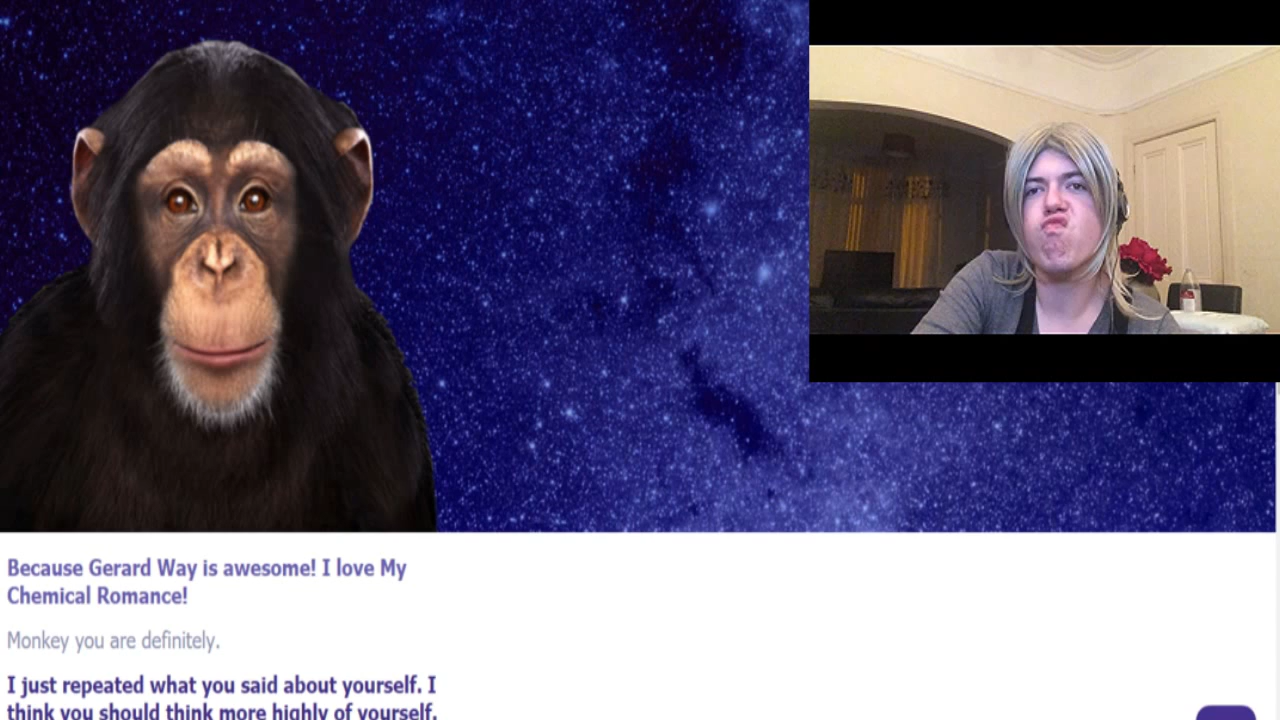 Because Gerard Way is awesome! I love My
Chemical Romance!
Monkey you are definitely.
I just repeated what you said about yourself. I
think you should think more highly of yourself.